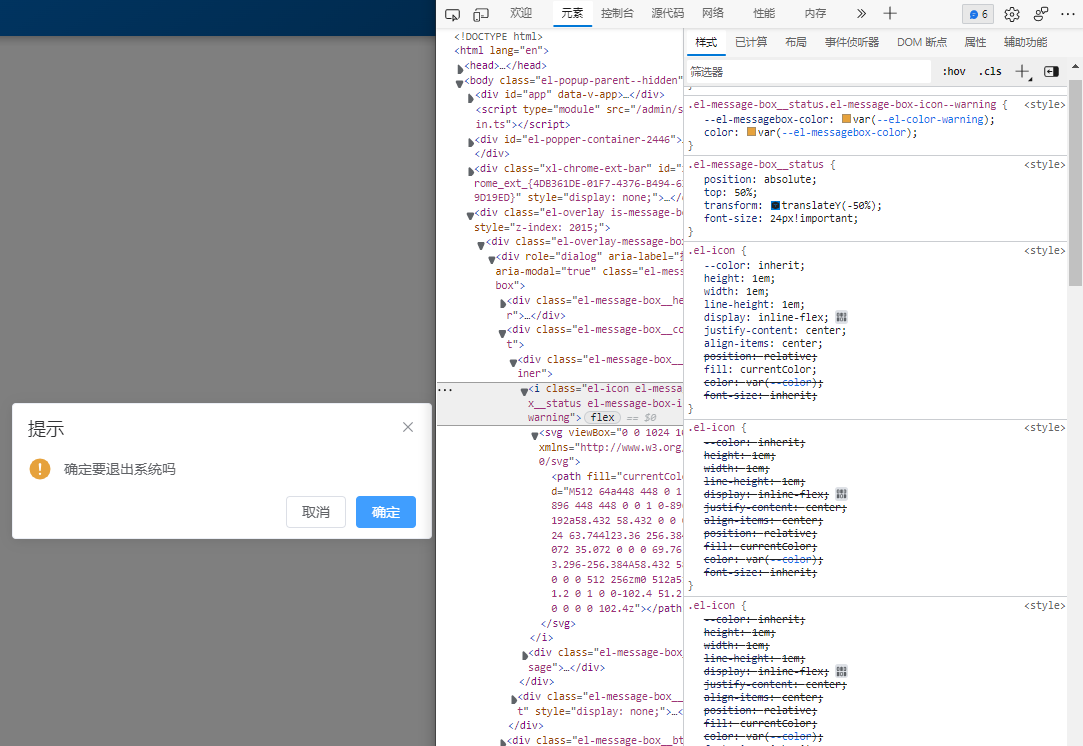 欢迎 元素 控制台 源代码 网络 性能 内存 6
<!DOCTYPE html>
<html lang="en">
<head>…</head>
<body class="el-popup-parent--hidden"
<div id="app" data-v-app>…</div>
<script type="module" src="/admin/s
in.ts"></script>
<div id="el-popper-container-2446">
</div>
<div class="xl-chrome-ext-bar" id=
rome_ext_{4DB361DE-01F7-4376-B494-6
9D19ED}" style="display: none;">…</
<div class="el-overlay is-message-bo
style="z-index: 2015;">
<div class="el-overlay-message-box
<div role="dialog" aria-label="
aria-modal="true" class="el-mes
box">
<div class="el-message-box__he
r">…</div>
<div class="el-message-box__co
t">
<div class="el-message-box__
iner">
… <i class="el-icon el-messa
x__status el-message-box-i
warning"> flex == $0
<svg viewBox="0 0 1024 10
xmlns="http://www.w3.org
0/svg">
<path fill="currentColo
d="M512 64a448 448 0 1
896 448 448 0 0 1 0-896
192a58.432 58.432 0 0 0
24 63.744l23.36 256.384
072 35.072 0 0 0 69.76
3.296-256.384A58.432 58
0 0 0 512 256zm0 512a51
1.2 0 1 0 0-102.4 51.2
0 0 0 0 102.4z"></path
</svg>
</i>
<div class="el-message-box_
sage">…</div>
</div>
<div class="el-message-box__
t" style="display: none;">…<
</div>
<div class="el-message-box__bt
样式 已计算 布局 事件侦听器 DOM 断点 属性 辅助功能
筛选器 :hov .cls
}
.el-message-box__status.el-message-box-icon--warning { <style>
--el-messagebox-color: var(--el-color-warning);
color: var(--el-messagebox-color);
}
.el-message-box__status { <style>
position: absolute;
top: 50%;
transform: translateY(-50%);
font-size: 24px!important;
}
.el-icon { <style>
--color: inherit;
height: 1em;
width: 1em;
line-height: 1em;
display: inline-flex;
justify-content: center;
align-items: center;
position: relative;
fill: currentColor;
color: var(--color);
font-size: inherit;
}
.el-icon { <style>
--color: inherit;
height: 1em;
width: 1em;
line-height: 1em;
display: inline-flex;
justify-content: center;
align-items: center;
position: relative;
fill: currentColor;
color: var(--color);
font-size: inherit;
}
.el-icon { <style>
--color: inherit;
height: 1em;
width: 1em;
line-height: 1em;
display: inline-flex;
justify-content: center;
align-items: center;
position: relative;
fill: currentColor;
color: var(--color);
提示
确定要退出系统吗
取消 确定